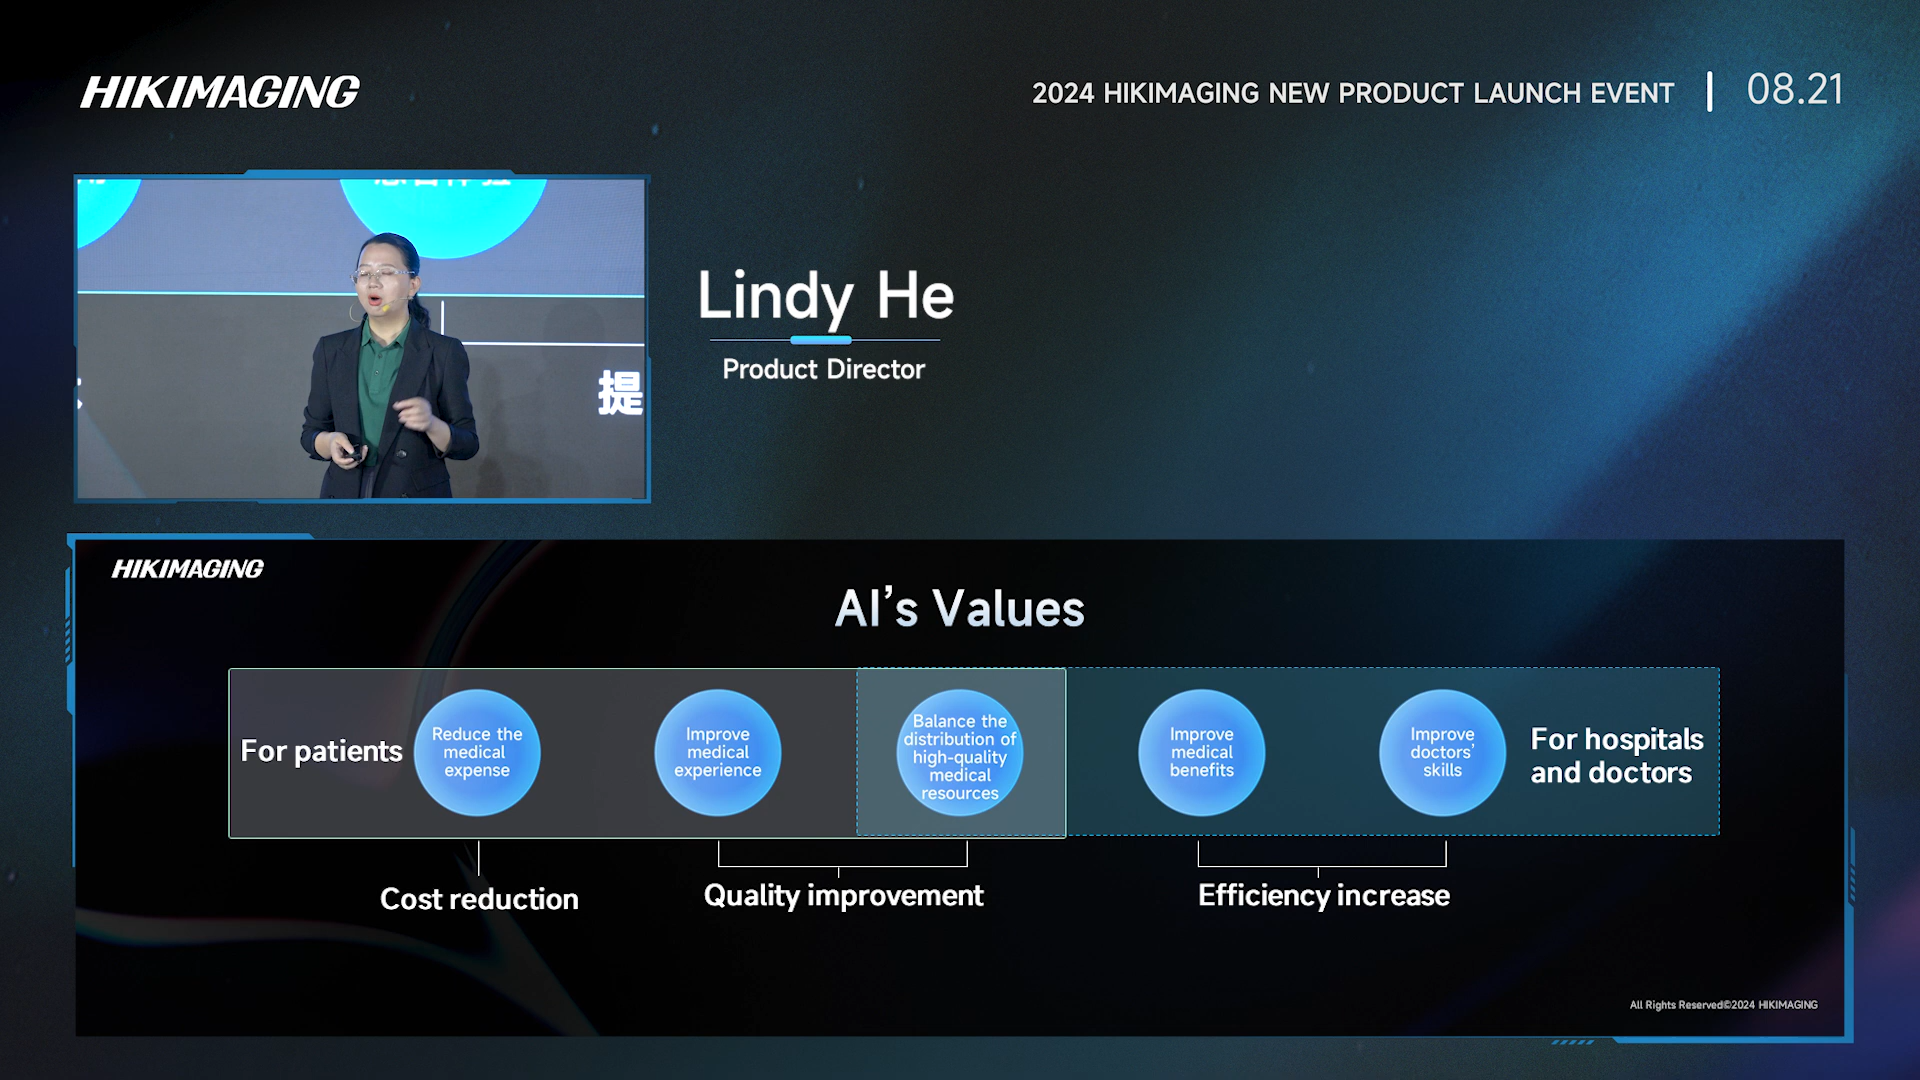 HIKIMAGING
2024 HIKIMAGING NEW PRODUCT LAUNCH EVENT
08.21
提
Lindy He
Product Director
HIKIMAGING
AI’s Values
For patients
Reduce the
medical
expense
Improve
medical
experience
Balance the
distribution of
high-quality
medical
resources
Improve
medical
benefits
Improve
doctors’
skills
For hospitals
and doctors
Cost reduction
Quality improvement
Efficiency increase
All Rights Reserved©2024 HIKIMAGING